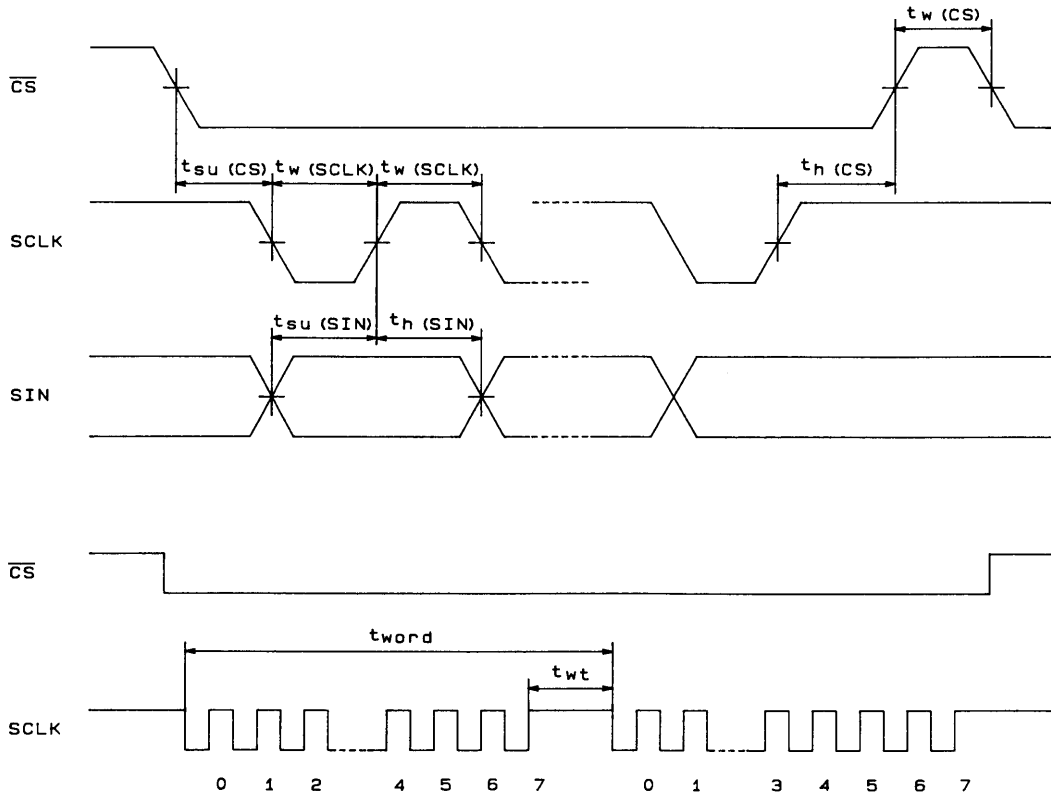 tw (CS)
CS
tsu (CS) tw (SCLK) tw (SCLK) th (CS)
SCLK
tsu (SIN) th (SIN)
SIN
CS
tword
twt
SCLK
0 1 2 4 5 6 7 0 1 3 4 5 6 7